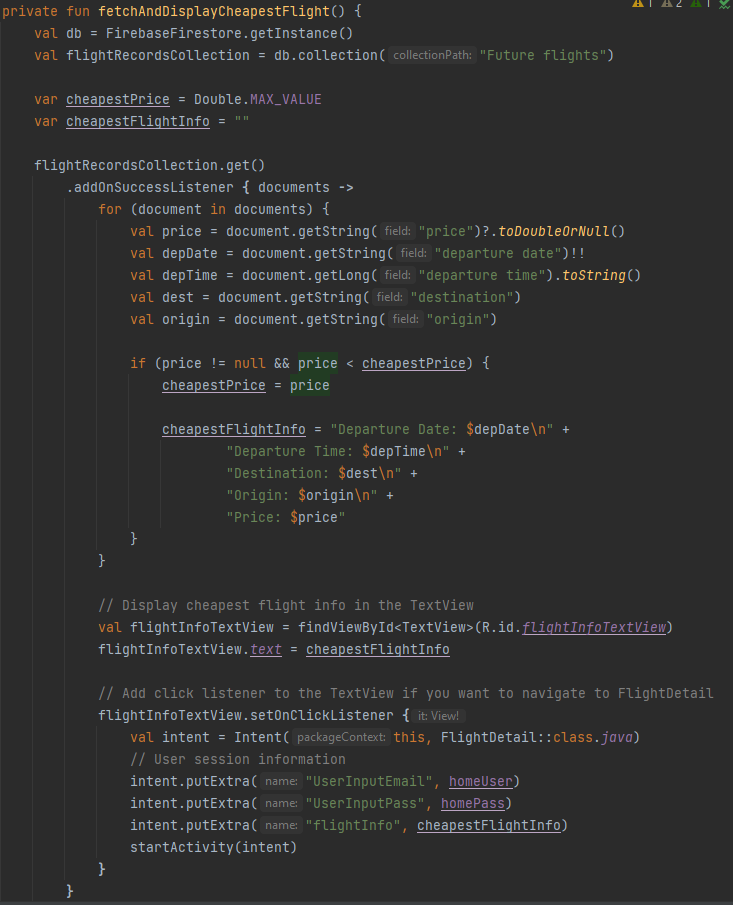 1 2 1
private fun fetchAndDisplayCheapestFlight() {
    val db = FirebaseFirestore.getInstance()
    val flightRecordsCollection = db.collection( collectionPath: "Future flights")

    var cheapestPrice = Double.MAX_VALUE
    var cheapestFlightInfo = ""

    flightRecordsCollection.get()
        .addOnSuccessListener { documents ->
            for (document in documents) {
                val price = document.getString( field: "price")?.toDoubleOrNull()
                val depDate = document.getString( field: "departure date")!!
                val depTime = document.getLong( field: "departure time").toString()
                val dest = document.getString( field: "destination")
                val origin = document.getString( field: "origin")

                if (price != null && price < cheapestPrice) {
                    cheapestPrice = price

                    cheapestFlightInfo = "Departure Date: $depDate\n" +
                            "Departure Time: $depTime\n" +
                            "Destination: $dest\n" +
                            "Origin: $origin\n" +
                            "Price: $price"
                }
            }

            // Display cheapest flight info in the TextView
            val flightInfoTextView = findViewById<TextView>(R.id.flightInfoTextView)
            flightInfoTextView.text = cheapestFlightInfo

            // Add click listener to the TextView if you want to navigate to FlightDetail
            flightInfoTextView.setOnClickListener { it: View!
                val intent = Intent( packageContext: this, FlightDetail::class.java)
                // User session information
                intent.putExtra( name: "UserInputEmail", homeUser)
                intent.putExtra( name: "UserInputPass", homePass)
                intent.putExtra( name: "flightInfo", cheapestFlightInfo)
                startActivity(intent)
            }
        }